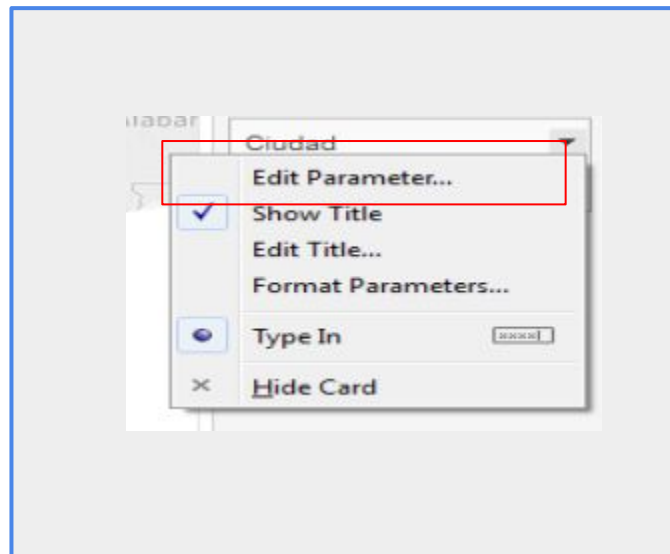 Ciudad
Edit Parameter...
Show Title
Edit Title...
Format Parameters...
Type In
Hide Card